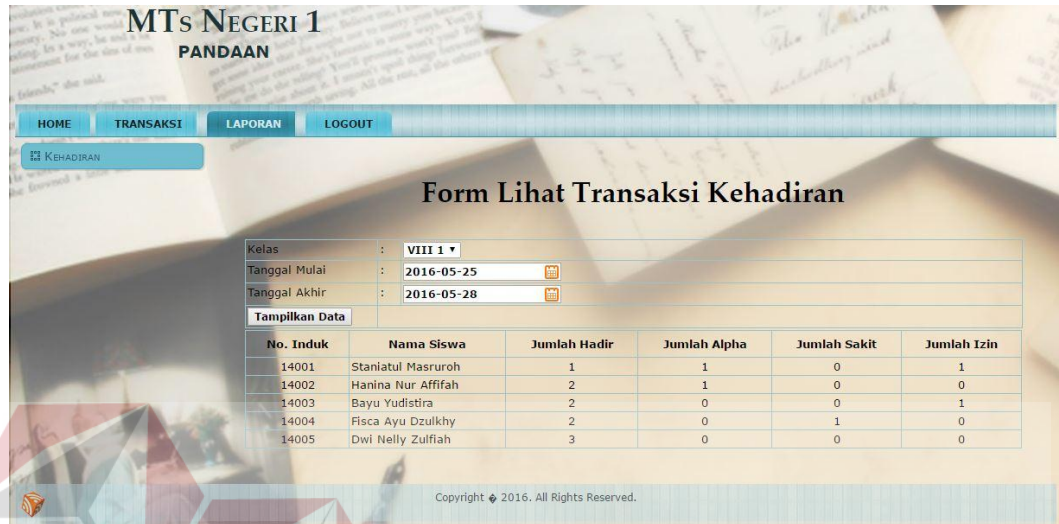 MTs Negeri 1
PANDAAN
HOME TRANSAKSI LAPORAN LOGOUT
Kehadiran
Form Lihat Transaksi Kehadiran
Kelas : VIII 1
Tanggal Mulai : 2016-05-25
Tanggal Akhir : 2016-05-28
Tampilkan Data
No. Induk Nama Siswa Jumlah Hadir Jumlah Alpha Jumlah Sakit Jumlah Izin
14001 Staniatul Masruroh 1 1 0 1
14002 Hanina Nur Affifah 2 1 0 0
14003 Bayu Yudistira 2 0 0 1
14004 Fisca Ayu Dzulkhy 2 0 1 0
14005 Dwi Nelly Zulfiah 3 0 0 0
Copyright � 2016. All Rights Reserved.